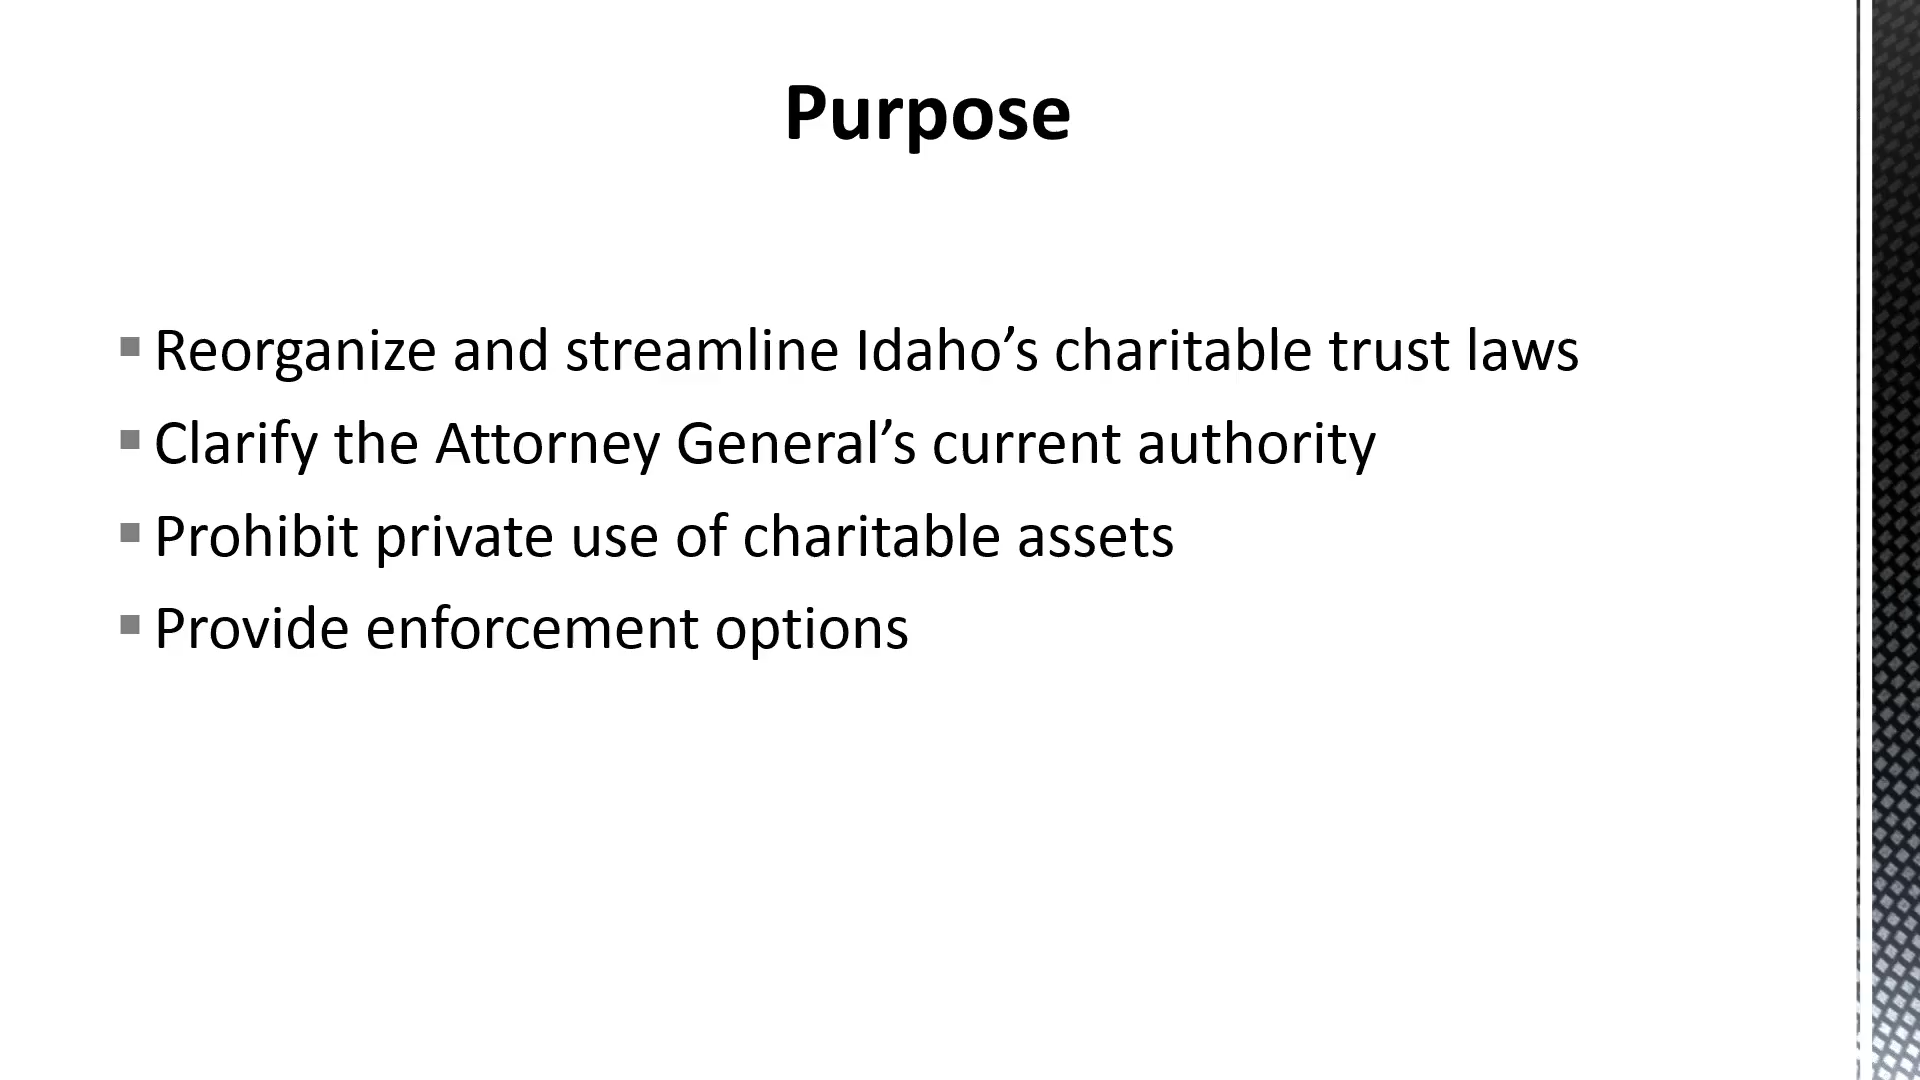 Purpose
▪ Reorganize and streamline Idaho’s charitable trust laws
▪ Clarify the Attorney General’s current authority
▪ Prohibit private use of charitable assets
▪ Provide enforcement options